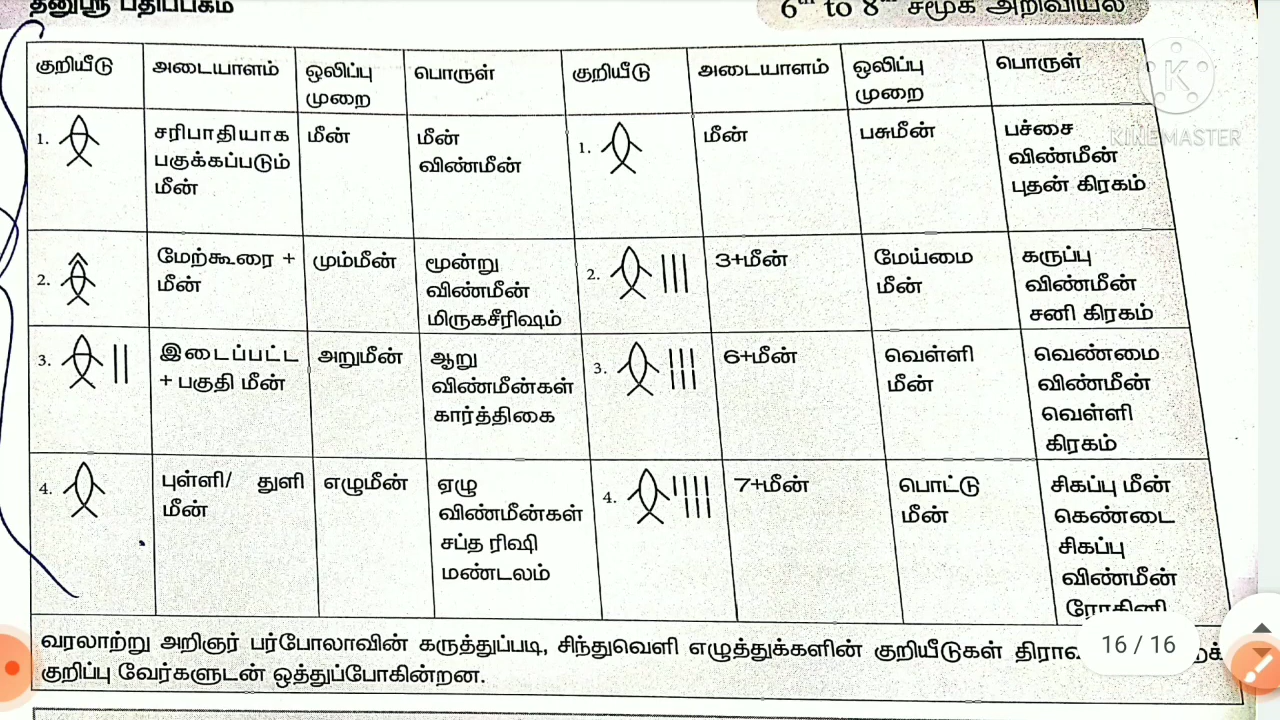 தனுஸ்ரீ பதிப்பகம்
6th to 8th சமூக அறிவியல்
குறியீடு அடையாளம் ஒலிப்பு முறை பொருள் குறியீடு அடையாளம் ஒலிப்பு முறை பொருள்
1. சரிபாதியாக பகுக்கப்படும் மீன் மீன் மீன் விண்மீன் 1. மீன் பசுமீன் பச்சை விண்மீன் புதன் கிரகம்
2. மேற்கூரை + மீன் மும்மீன் மூன்று விண்மீன் மிருகசீரிஷம் 2. 3+மீன் மேய்மை மீன் கருப்பு விண்மீன் சனி கிரகம்
3. இடைப்பட்ட + பகுதி மீன் அறுமீன் ஆறு விண்மீன்கள் கார்த்திகை 3. 6+மீன் வெள்ளி மீன் வெண்மை விண்மீன் வெள்ளி கிரகம்
4. புள்ளி/ துளி மீன் எழுமீன் ஏழு விண்மீன்கள் சப்த ரிஷி மண்டலம் 4. 7+மீன் பொட்டு மீன் சிகப்பு மீன் கெண்டை சிகப்பு விண்மீன் ரோகினி
வரலாற்று அறிஞர் பர்போலாவின் கருத்துப்படி, சிந்துவெளி எழுத்துக்களின் குறியீடுகள்
குறிப்பு வேர்களுடன் ஒத்துப்போகின்றன.
16 / 16
KINEMASTER